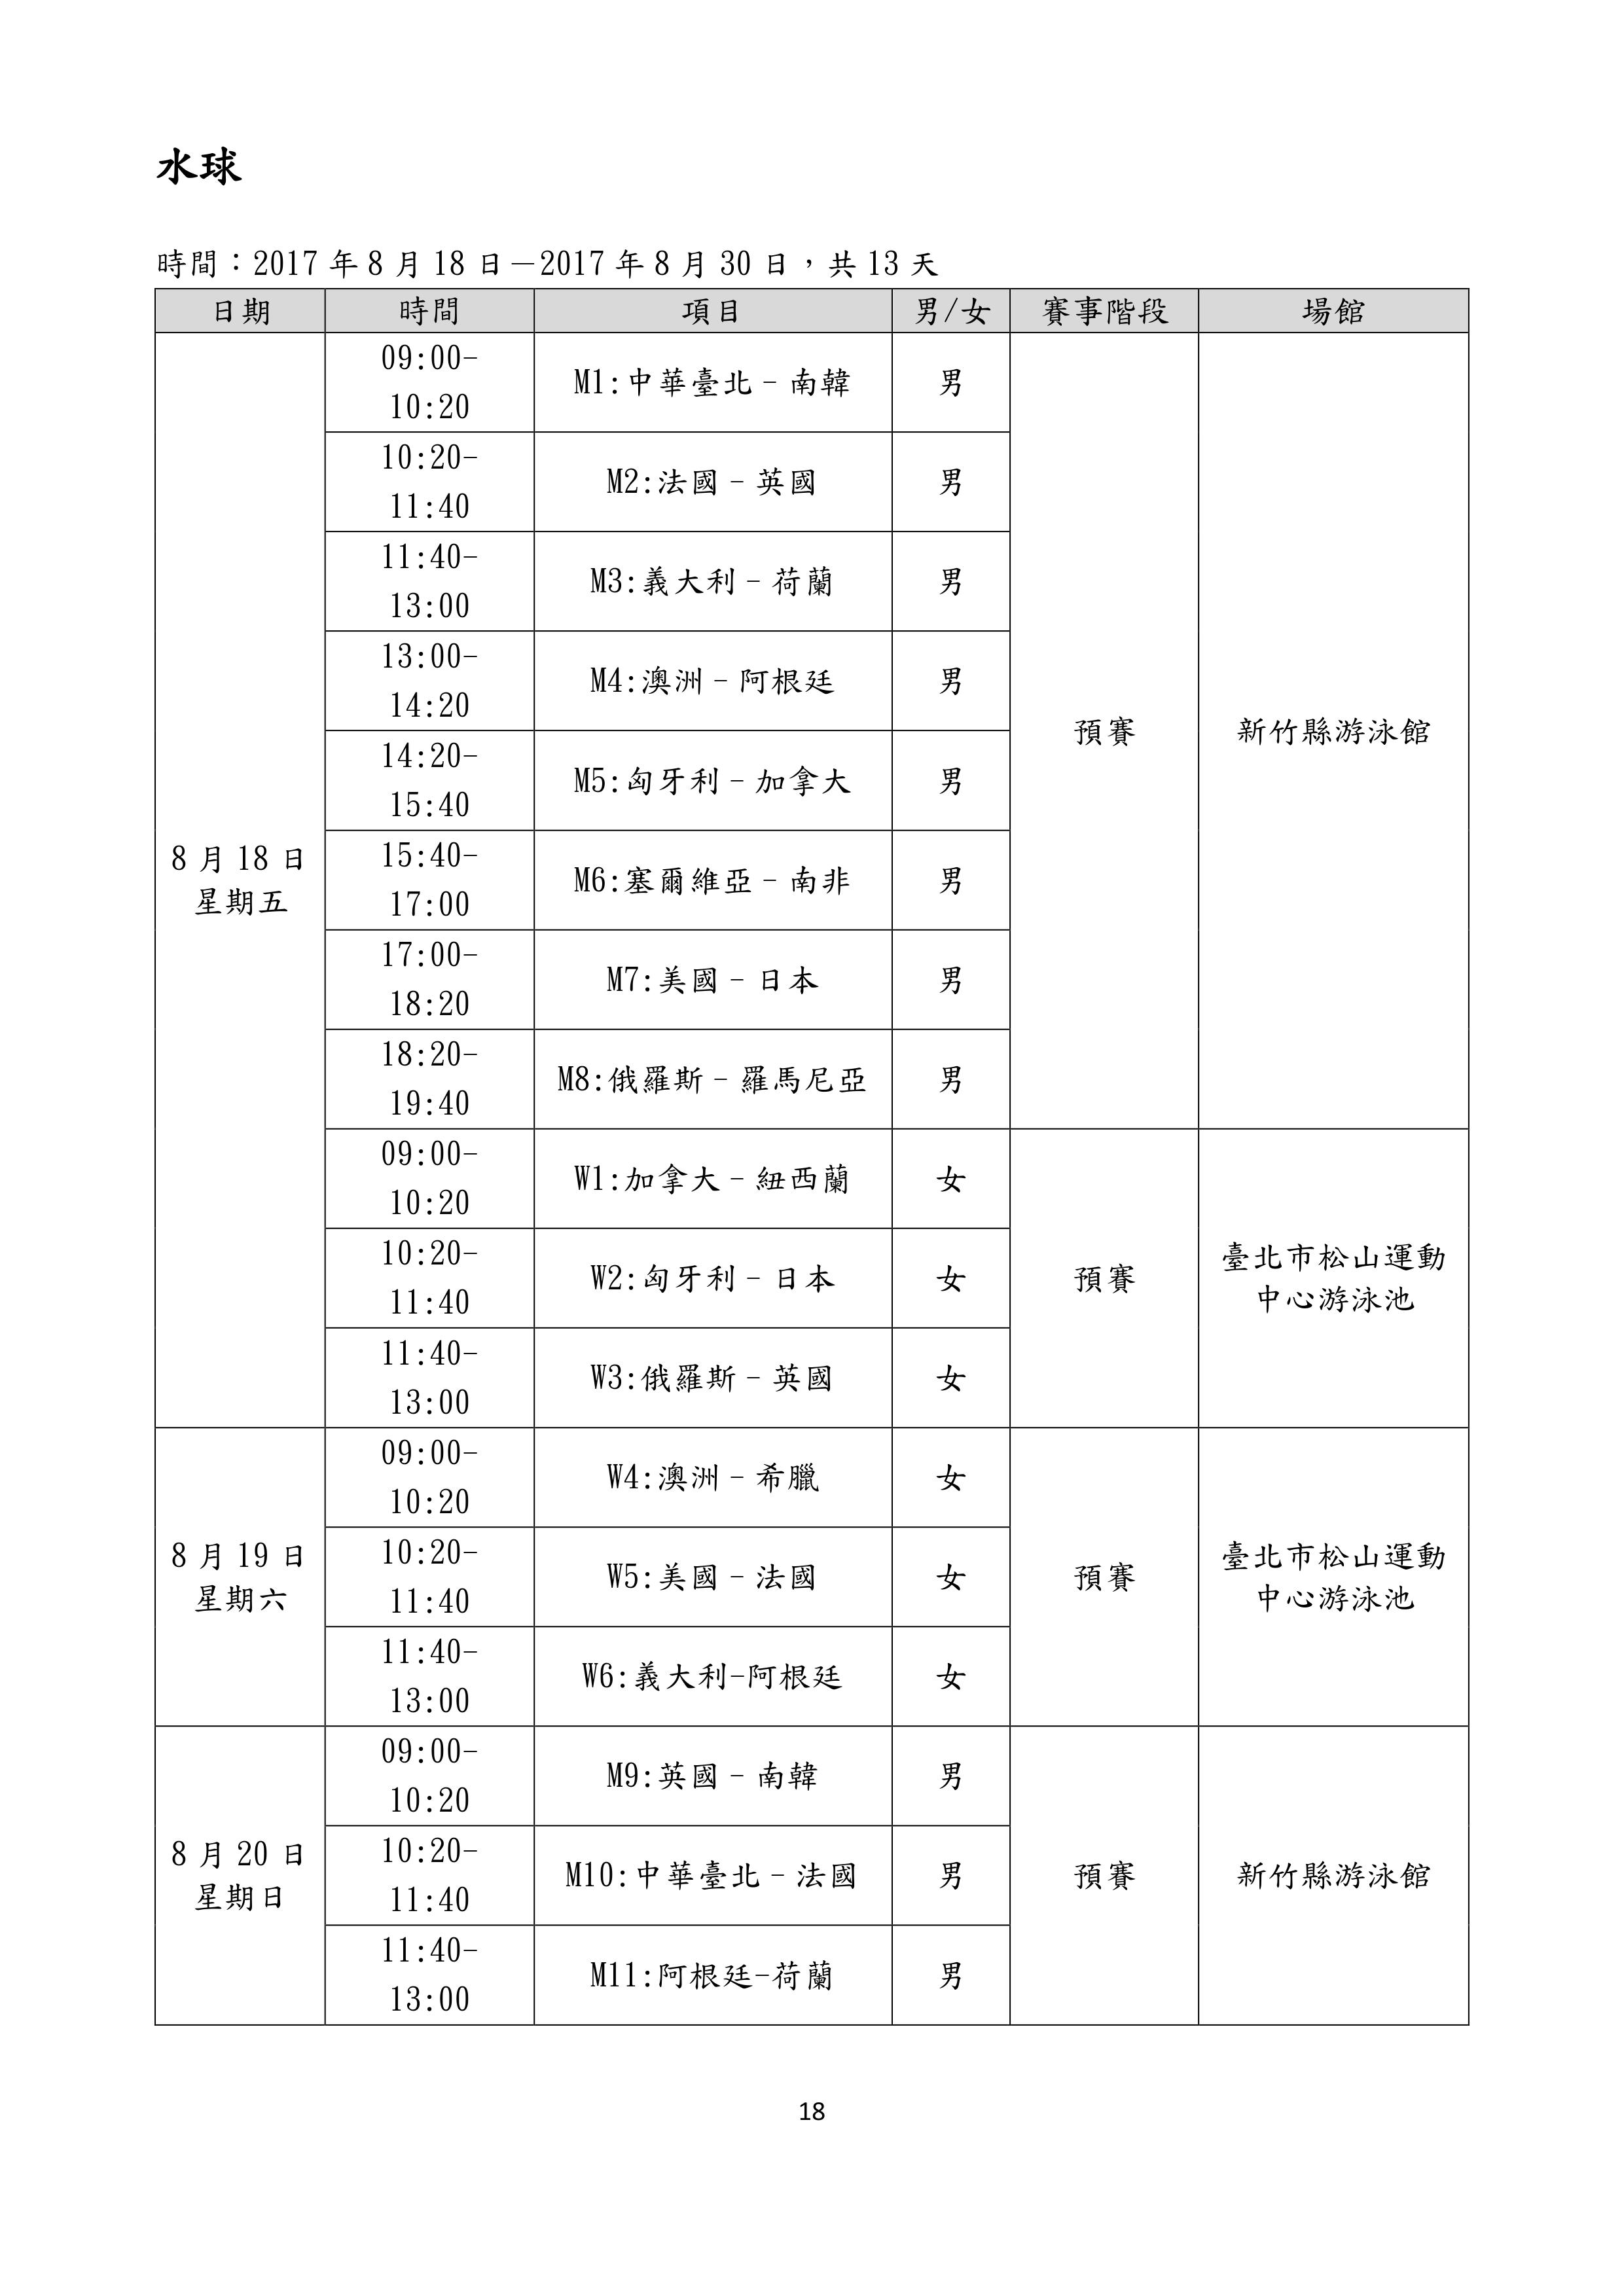 水球
時間：2017 年 8 月 18 日－2017 年 8 月 30 日，共 13 天
日期 時間 項目 男/女 賽事階段 場館
8 月 18 日
星期五
09:00-
10:20
M1:中華臺北 – 南韓 男
10:20-
11:40
M2:法國 – 英國 男
11:40-
13:00
M3:義大利 – 荷蘭 男
13:00-
14:20
M4:澳洲 – 阿根廷 男
14:20-
15:40
M5:匈牙利 – 加拿大 男
15:40-
17:00
M6:塞爾維亞 – 南非 男
17:00-
18:20
M7:美國 – 日本 男
18:20-
19:40
M8:俄羅斯 – 羅馬尼亞 男
預賽 新竹縣游泳館
09:00-
10:20
W1:加拿大 – 紐西蘭 女
10:20-
11:40
W2:匈牙利 – 日本 女
11:40-
13:00
W3:俄羅斯 – 英國 女
預賽
臺北市松山運動
中心游泳池
8 月 19 日
星期六
09:00-
10:20
W4:澳洲 – 希臘 女
10:20-
11:40
W5:美國 – 法國 女
11:40-
13:00
W6:義大利-阿根廷 女
預賽
臺北市松山運動
中心游泳池
8 月 20 日
星期日
09:00-
10:20
M9:英國 – 南韓 男
10:20-
11:40
M10:中華臺北 – 法國 男
11:40-
13:00
M11:阿根廷-荷蘭 男
預賽 新竹縣游泳館
18